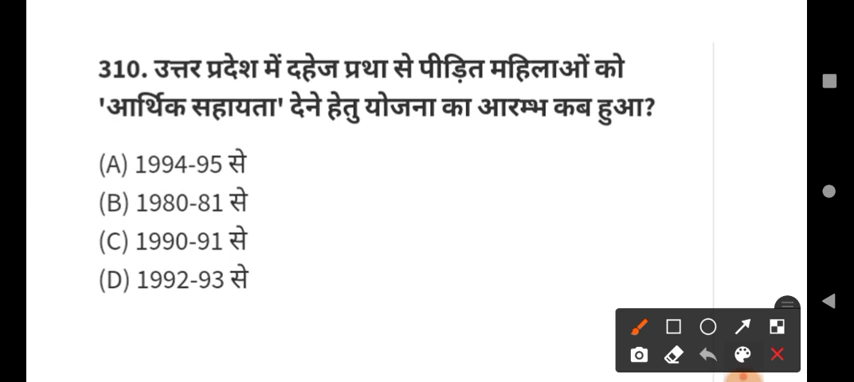 310. उत्तर प्रदेश में दहेज प्रथा से पीड़ित महिलाओं को
'आर्थिक सहायता' देने हेतु योजना का आरम्भ कब हुआ?
(A) 1994-95 से
(B) 1980-81 से
(C) 1990-91 से
(D) 1992-93 से